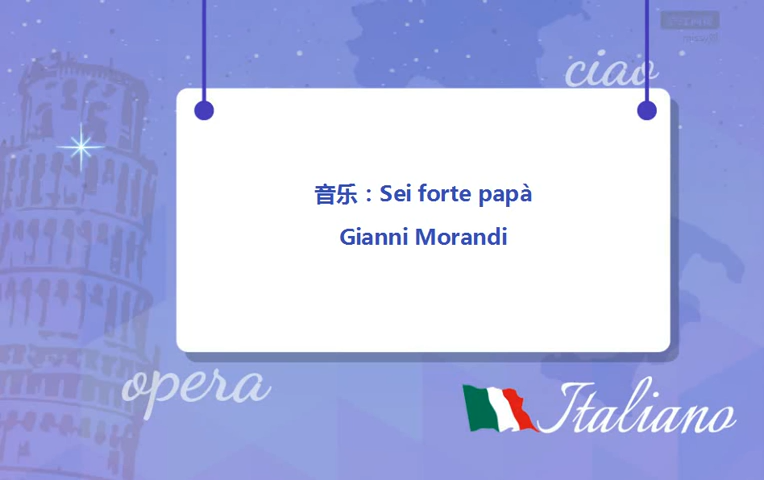 ciao
音乐：Sei forte papà
Gianni Morandi
opera
Italiano